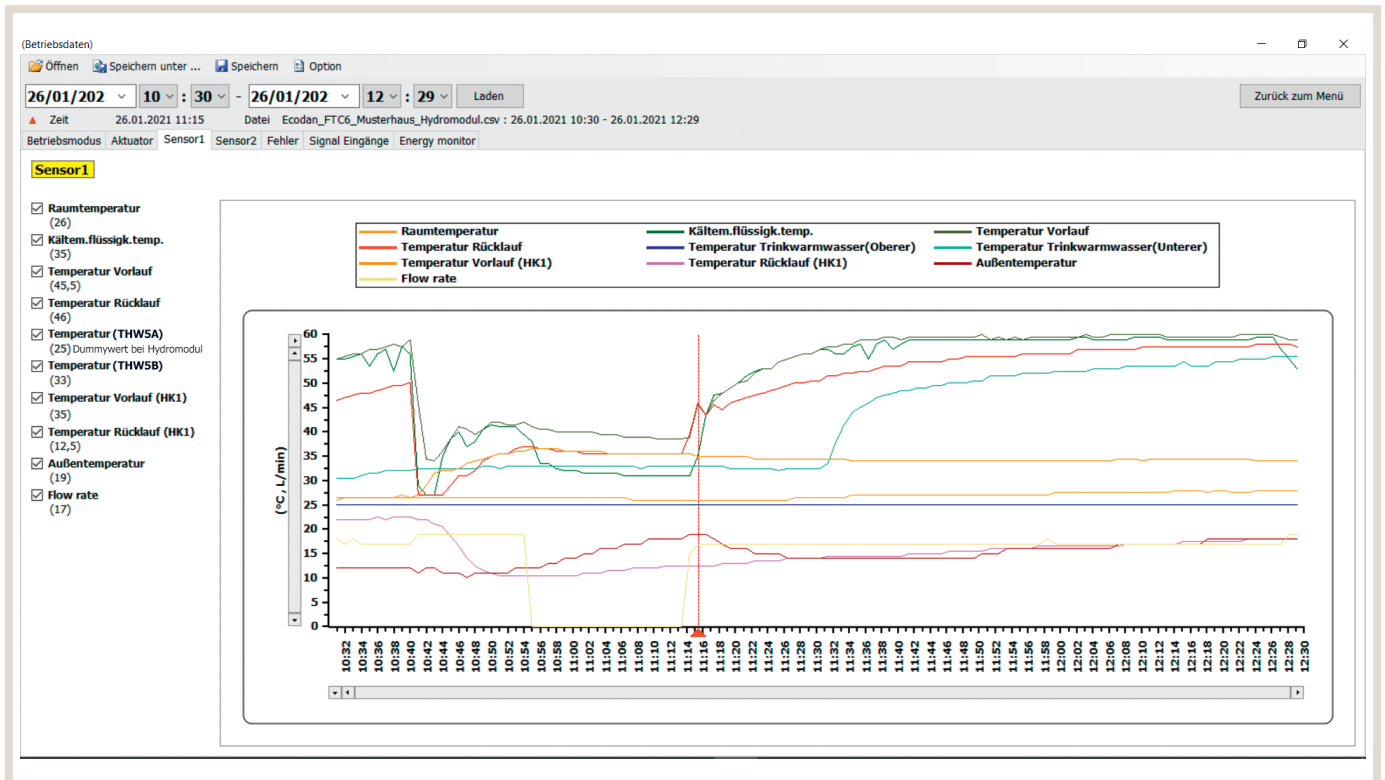 (Betriebsdaten)
Öffnen Speichern unter ... Speichern Option
26/01/202 10 : 30 - 26/01/202 12 : 29 Laden Zurück zum Menü
Zeit 26.01.2021 11:15 Datei Ecodan_FTC6_Musterhaus_Hydromodul.csv : 26.01.2021 10:30 - 26.01.2021 12:29
Betriebsmodus Aktuator Sensor1 Sensor2 Fehler Signal Eingänge Energy monitor
Sensor1
Raumtemperatur
(26)
Kältem.flüssigk.temp.
(35)
Temperatur Vorlauf
(45,5)
Temperatur Rücklauf
(46)
Temperatur (THW5A)
(25) Dummywert bei Hydromodul
Temperatur (THW5B)
(33)
Temperatur Vorlauf (HK1)
(35)
Temperatur Rücklauf (HK1)
(12,5)
Außentemperatur
(19)
Flow rate
(17)
Raumtemperatur Kältem.flüssigk.temp. Temperatur Vorlauf
Temperatur Rücklauf Temperatur Trinkwarmwasser(Oberer) Temperatur Trinkwarmwasser(Unterer)
Temperatur Vorlauf (HK1) Temperatur Rücklauf (HK1) Außentemperatur
Flow rate
(°C , L/min)
60
55
50
45
40
35
30
25
20
15
10
5
0
10:32 10:34 10:36 10:38 10:40 10:42 10:44 10:46 10:48 10:50 10:52 10:54 10:56 10:58 11:00 11:02 11:04 11:06 11:08 11:10 11:12 11:14 11:16 11:18 11:20 11:22 11:24 11:26 11:28 11:30 11:32 11:34 11:36 11:38 11:40 11:42 11:44 11:46 11:48 11:50 11:52 11:54 11:56 11:58 12:00 12:02 12:04 12:06 12:08 12:10 12:12 12:14 12:16 12:18 12:20 12:22 12:24 12:26 12:28 12:30